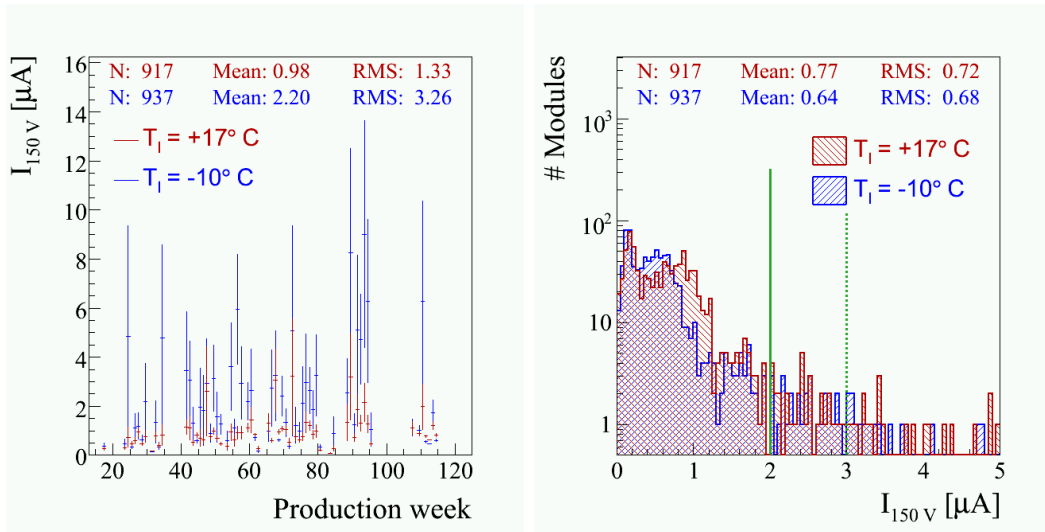 I150 V [μA]
N: 917 Mean: 0.98 RMS: 1.33
N: 937 Mean: 2.20 RMS: 3.26
TI = +17° C
TI = -10° C
16
14
12
10
8
6
4
2
0
20 40 60 80 100 120
Production week
# Modules
N: 917 Mean: 0.77 RMS: 0.72
N: 937 Mean: 0.64 RMS: 0.68
TI = +17° C
TI = -10° C
10³
10²
10
1
0 1 2 3 4 5
I150 V [μA]